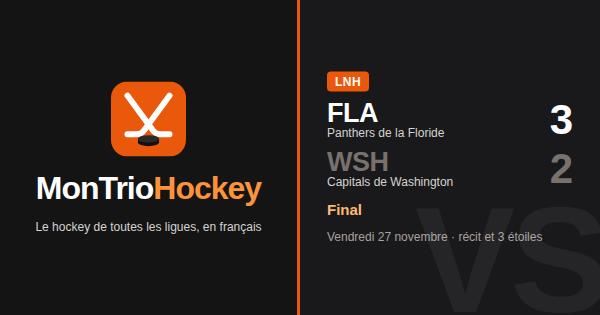 MonTrioHockey
Le hockey de toutes les ligues, en français
LNH
FLA 3
Panthers de la Floride
WSH 2
Capitals de Washington
Final
Vendredi 27 novembre · récit et 3 étoiles
VS